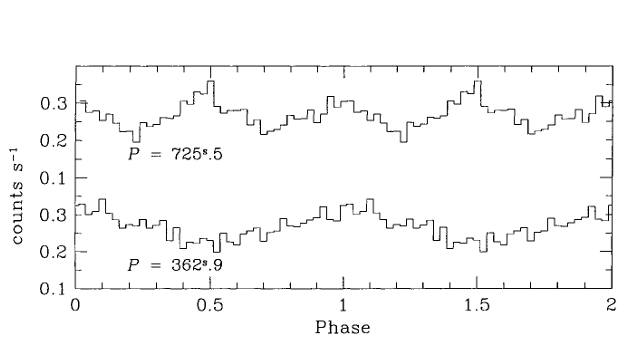 0.3
0.2
P = 725ˢ.5
0.1
counts s⁻¹
0.3
0.2
P = 362ˢ.9
0.1
0 0.5 1 1.5 2
Phase